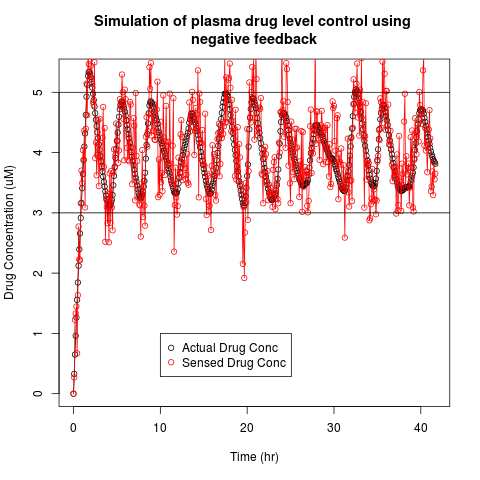 Simulation of plasma drug level control using
negative feedback
Drug Concentration (uM)
5
4
3
2
1
0
Actual Drug Conc
Sensed Drug Conc
0 10 20 30 40
Time (hr)